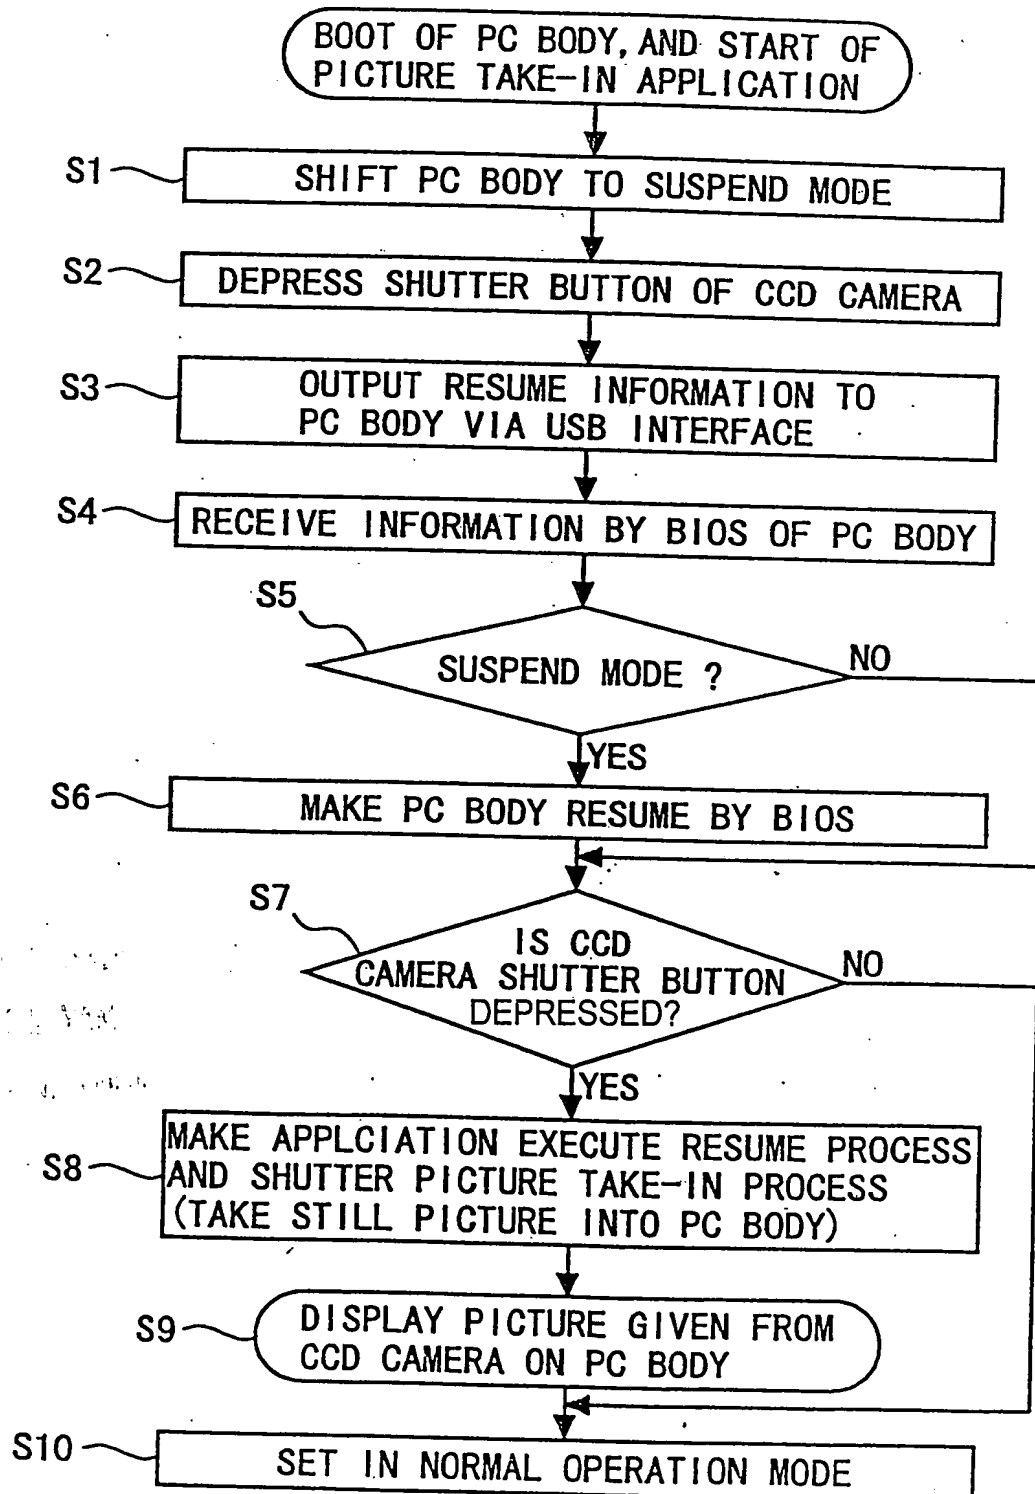 BOOT OF PC BODY, AND START OF
PICTURE TAKE-IN APPLICATION
S1
SHIFT PC BODY TO SUSPEND MODE
S2
DEPRESS SHUTTER BUTTON OF CCD CAMERA
S3
OUTPUT RESUME INFORMATION TO
PC BODY VIA USB INTERFACE
S4
RECEIVE INFORMATION BY BIOS OF PC BODY
S5
SUSPEND MODE ?
NO
YES
S6
MAKE PC BODY RESUME BY BIOS
S7
IS CCD
CAMERA SHUTTER BUTTON
DEPRESSED?
NO
YES
S8
MAKE APPLCIATION EXECUTE RESUME PROCESS
AND SHUTTER PICTURE TAKE-IN PROCESS
(TAKE STILL PICTURE INTO PC BODY)
S9
DISPLAY PICTURE GIVEN FROM
CCD CAMERA ON PC BODY
S10
SET IN NORMAL OPERATION MODE